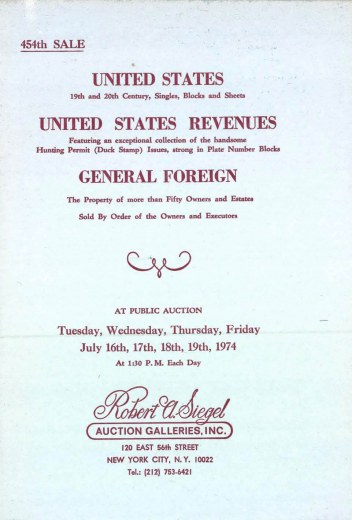 454th SALE
UNITED STATES
19th and 20th Century, Singles, Blocks and Sheets
UNITED STATES REVENUES
Featuring an exceptional collection of the handsome
Hunting Permit (Duck Stamp) Issues, strong in Plate Number Blocks
GENERAL FOREIGN
The Property of more than Fifty Owners and Estates
Sold By Order of the Owners and Executors
AT PUBLIC AUCTION
Tuesday, Wednesday, Thursday, Friday
July 16th, 17th, 18th, 19th, 1974
At 1:30 P.M. Each Day
Robert A. Siegel
AUCTION GALLERIES, INC.
120 EAST 56th STREET
NEW YORK CITY, N. Y. 10022
Tel.: (212) 753-6421